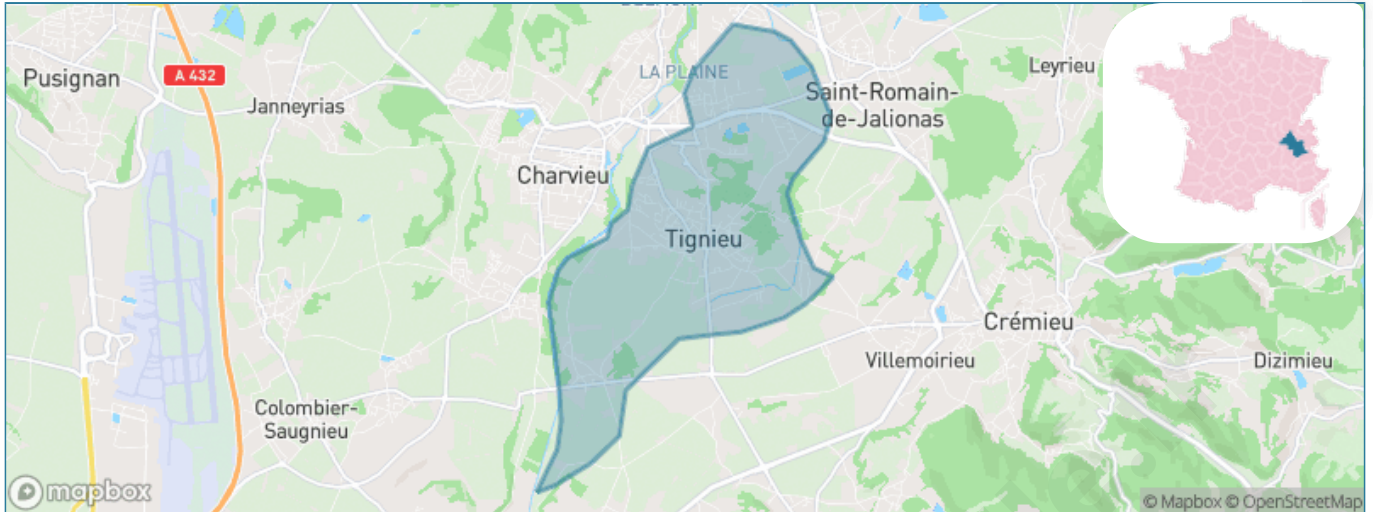 Pusignan
A 432
Janneyrias
LA PLAINE
Leyrieu
Saint-Romain-
de-Jalionas
Charvieu
Tignieu
Crémieu
Villemoirieu
Dizimieu
Colombier-
Saugnieu
mapbox
© Mapbox © OpenStreetMap